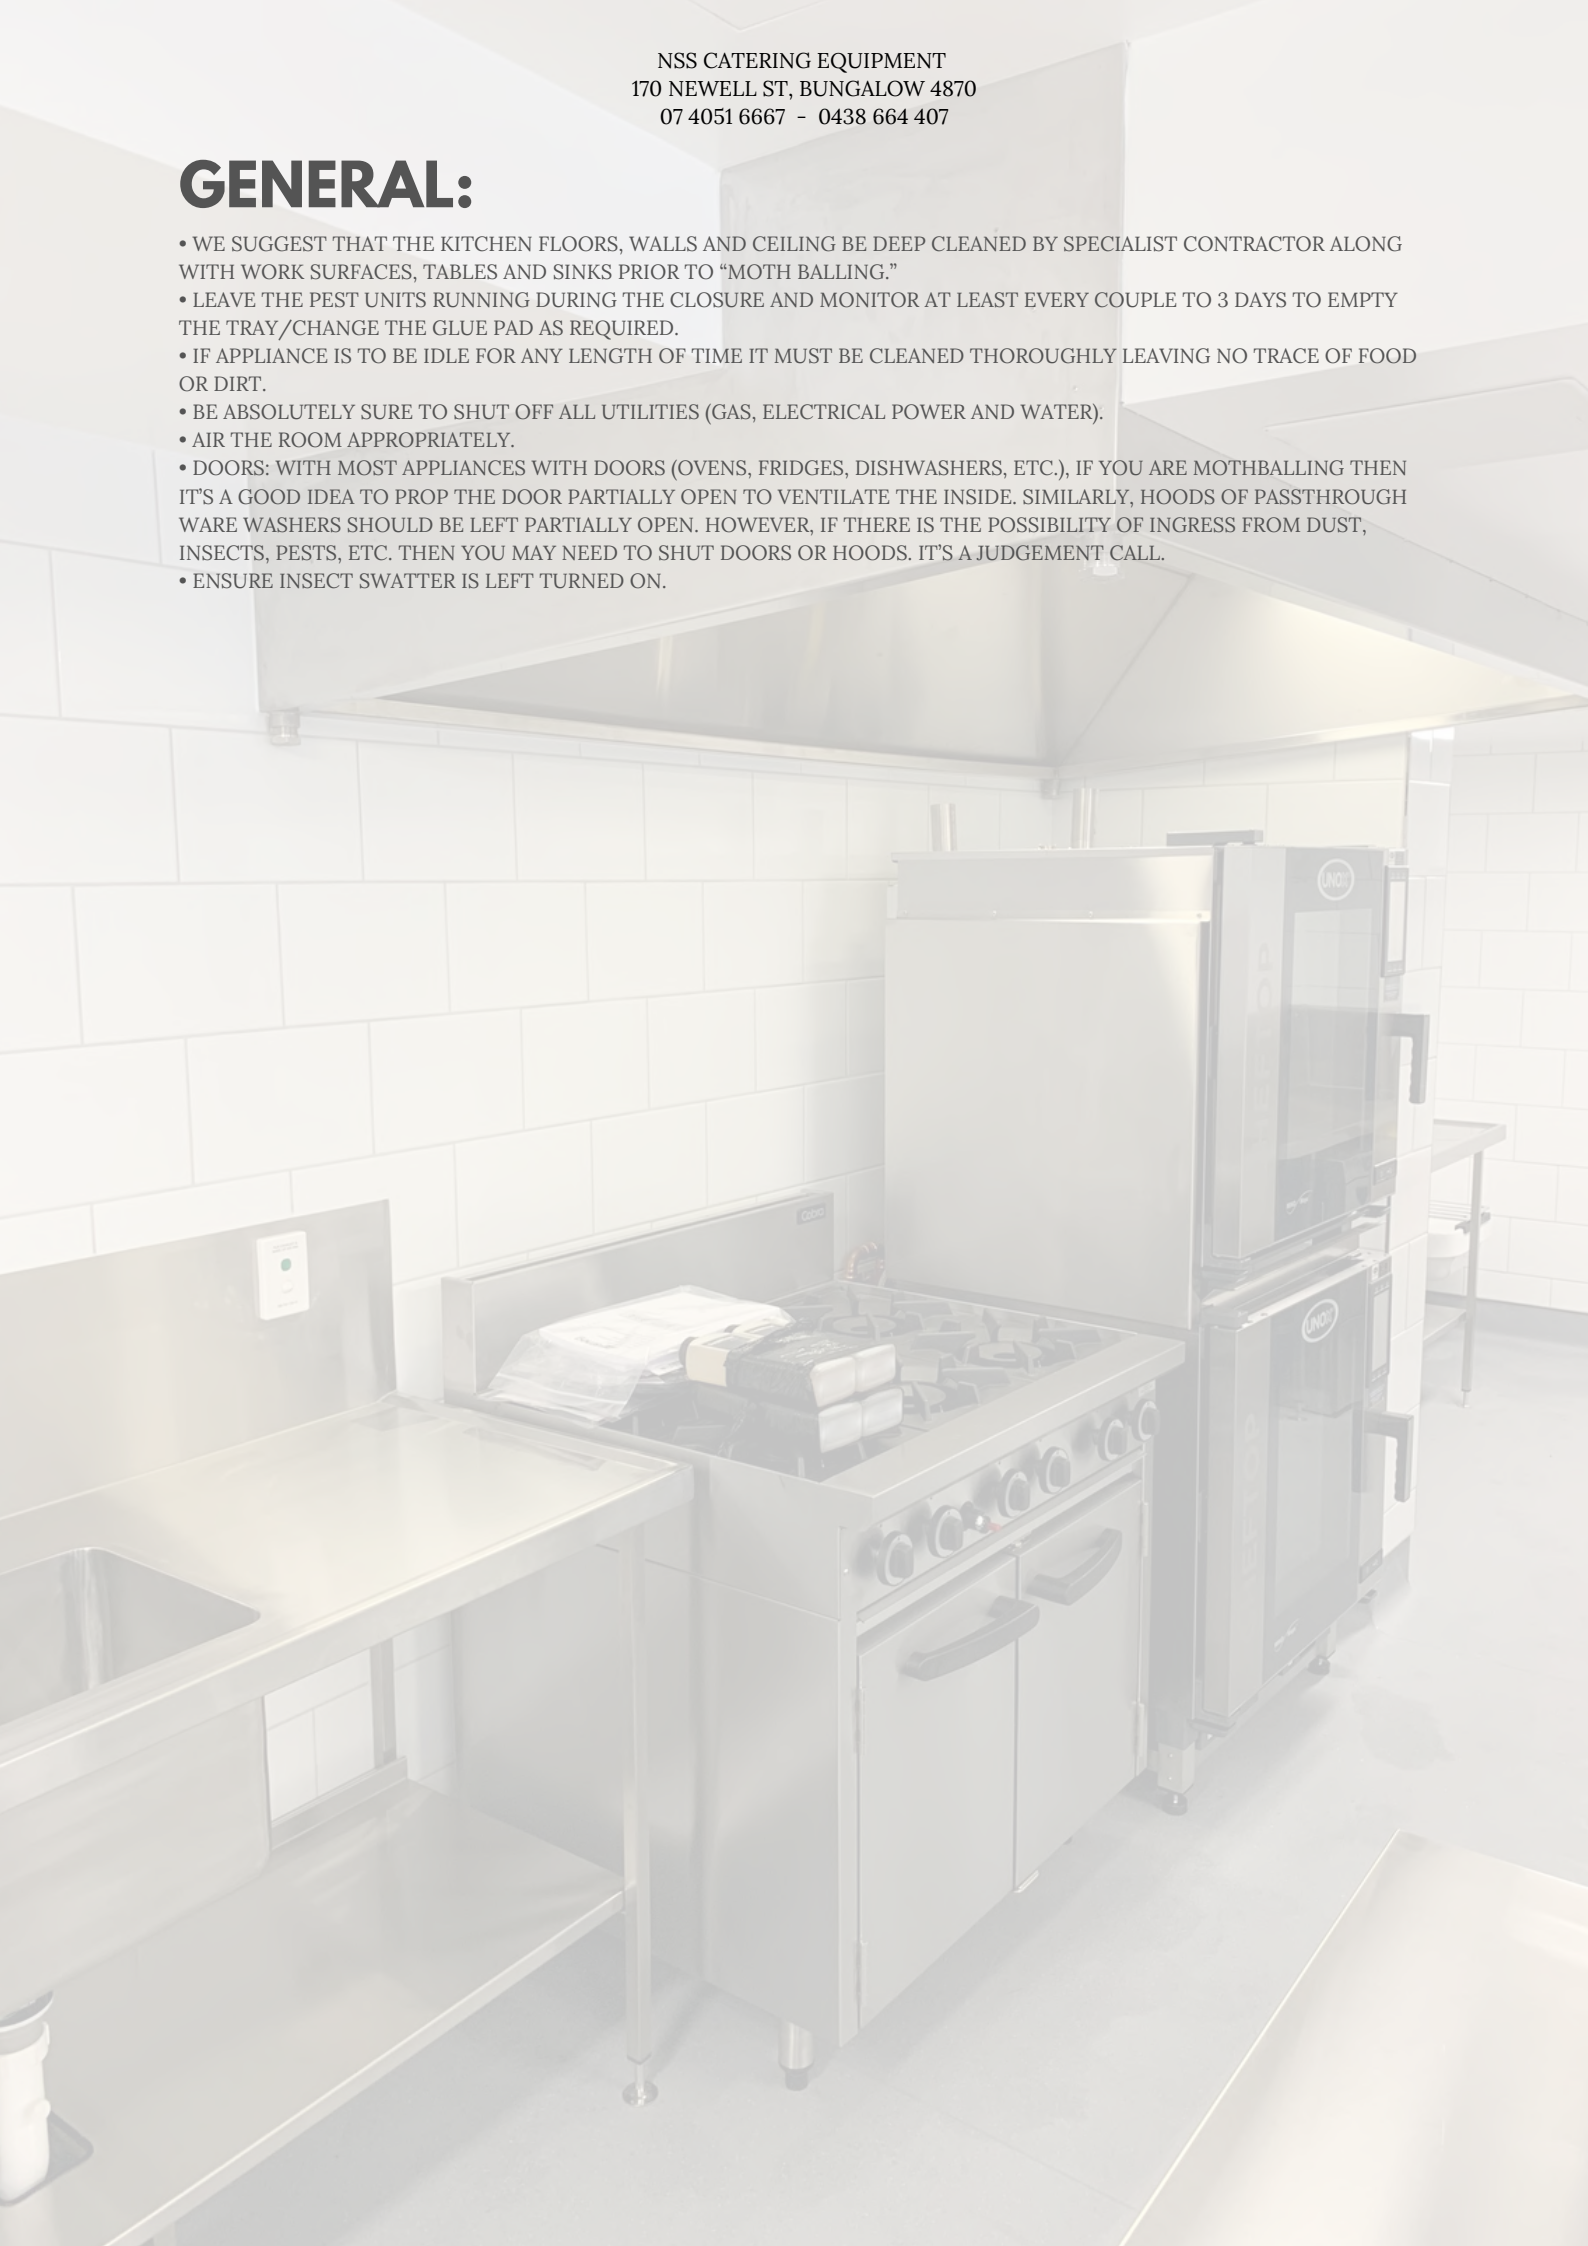 NSS CATERING EQUIPMENT
170 NEWELL ST, BUNGALOW 4870
07 4051 6667 - 0438 664 407
GENERAL:
• WE SUGGEST THAT THE KITCHEN FLOORS, WALLS AND CEILING BE DEEP CLEANED BY SPECIALIST CONTRACTOR ALONG
WITH WORK SURFACES, TABLES AND SINKS PRIOR TO “MOTH BALLING.”
• LEAVE THE PEST UNITS RUNNING DURING THE CLOSURE AND MONITOR AT LEAST EVERY COUPLE TO 3 DAYS TO EMPTY
THE TRAY/CHANGE THE GLUE PAD AS REQUIRED.
• IF APPLIANCE IS TO BE IDLE FOR ANY LENGTH OF TIME IT MUST BE CLEANED THOROUGHLY LEAVING NO TRACE OF FOOD
OR DIRT.
• BE ABSOLUTELY SURE TO SHUT OFF ALL UTILITIES (GAS, ELECTRICAL POWER AND WATER).
• AIR THE ROOM APPROPRIATELY.
• DOORS: WITH MOST APPLIANCES WITH DOORS (OVENS, FRIDGES, DISHWASHERS, ETC.), IF YOU ARE MOTHBALLING THEN
IT’S A GOOD IDEA TO PROP THE DOOR PARTIALLY OPEN TO VENTILATE THE INSIDE. SIMILARLY, HOODS OF PASSTHROUGH
WARE WASHERS SHOULD BE LEFT PARTIALLY OPEN. HOWEVER, IF THERE IS THE POSSIBILITY OF INGRESS FROM DUST,
INSECTS, PESTS, ETC. THEN YOU MAY NEED TO SHUT DOORS OR HOODS. IT’S A JUDGEMENT CALL.
• ENSURE INSECT SWATTER IS LEFT TURNED ON.
UNOX
UNOX